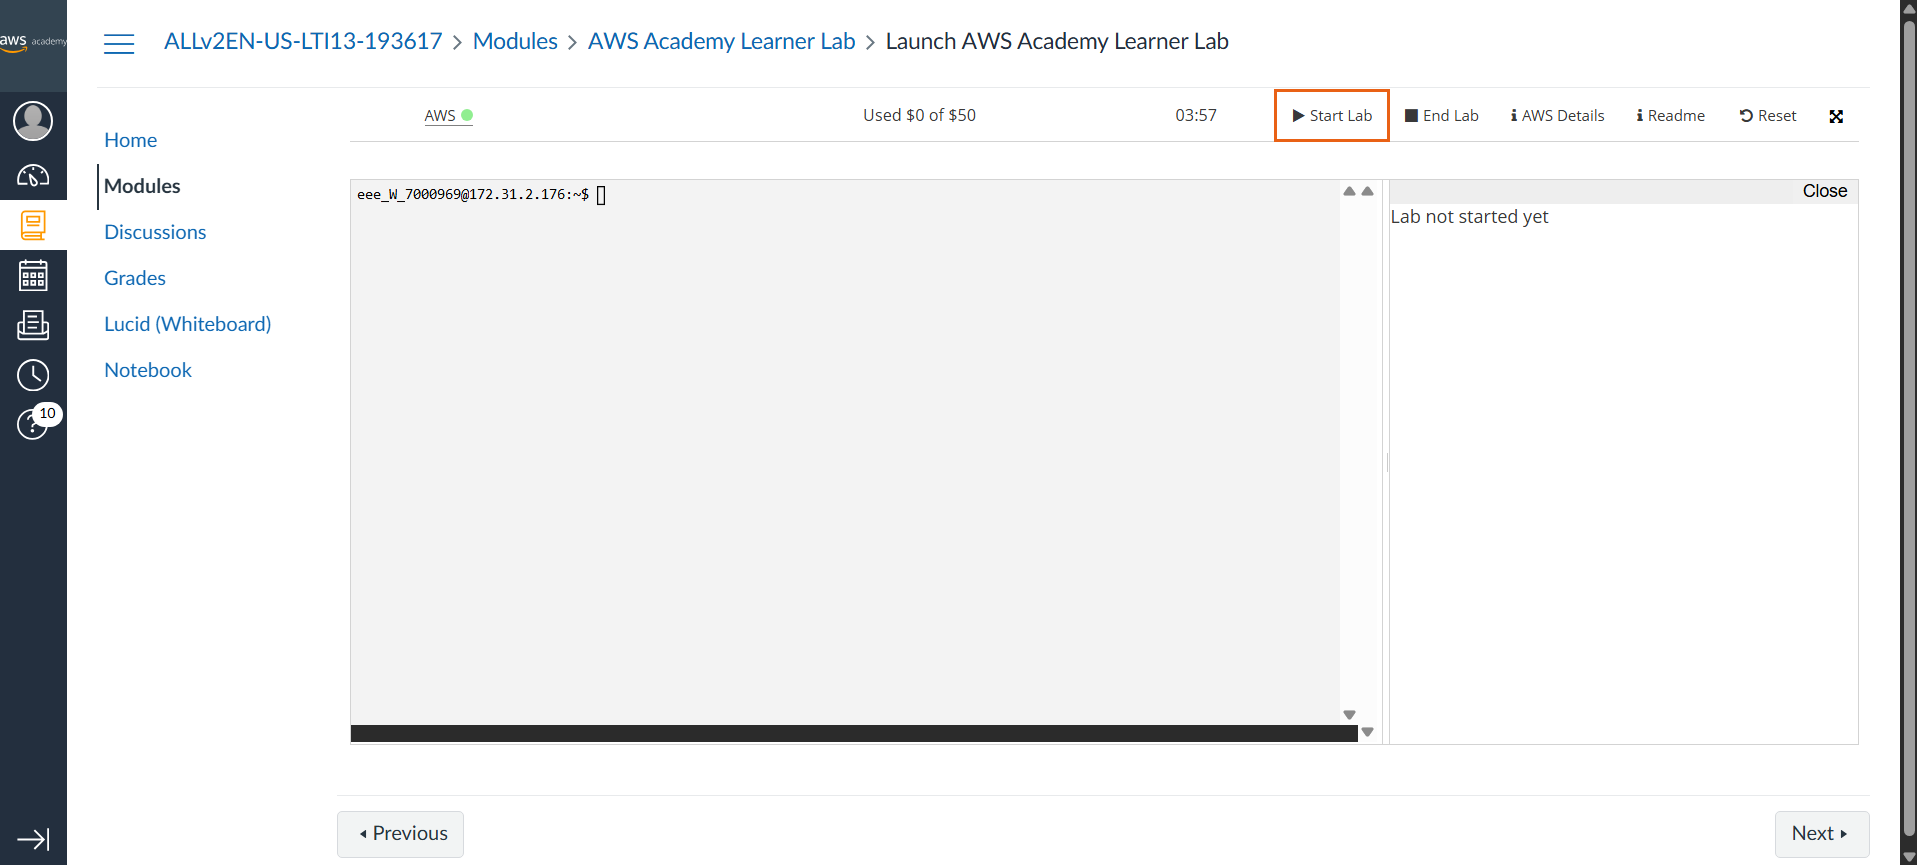 aws academy
ALLv2EN-US-LTI13-193617 > Modules > AWS Academy Learner Lab > Launch AWS Academy Learner Lab
AWS
Used $0 of $50
03:57
Start Lab
End Lab
AWS Details
Readme
Reset
Home
Modules
Discussions
Grades
Lucid (Whiteboard)
Notebook
10
eee_W_7000969@172.31.2.176:~$
Close
Lab not started yet
Previous
Next